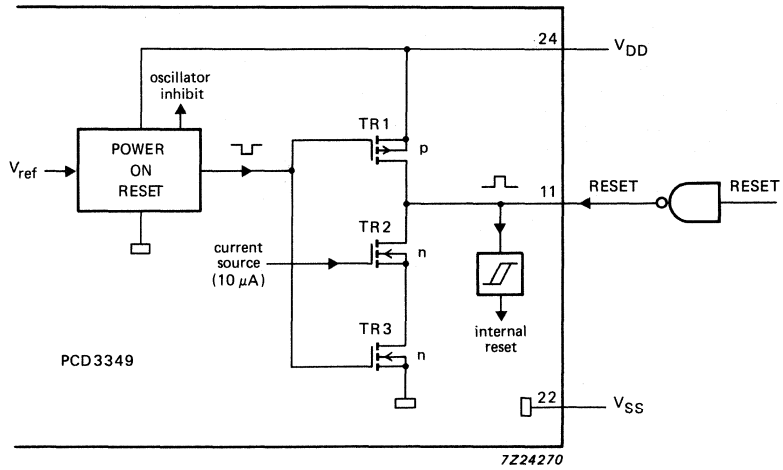 24
V_DD
oscillator
inhibit
TR1
p
POWER
ON
RESET
V_ref
11
RESET
RESET
TR2
n
current
source
(10 μA)
internal
reset
TR3
n
PCD3349
22
V_SS
7Z24270